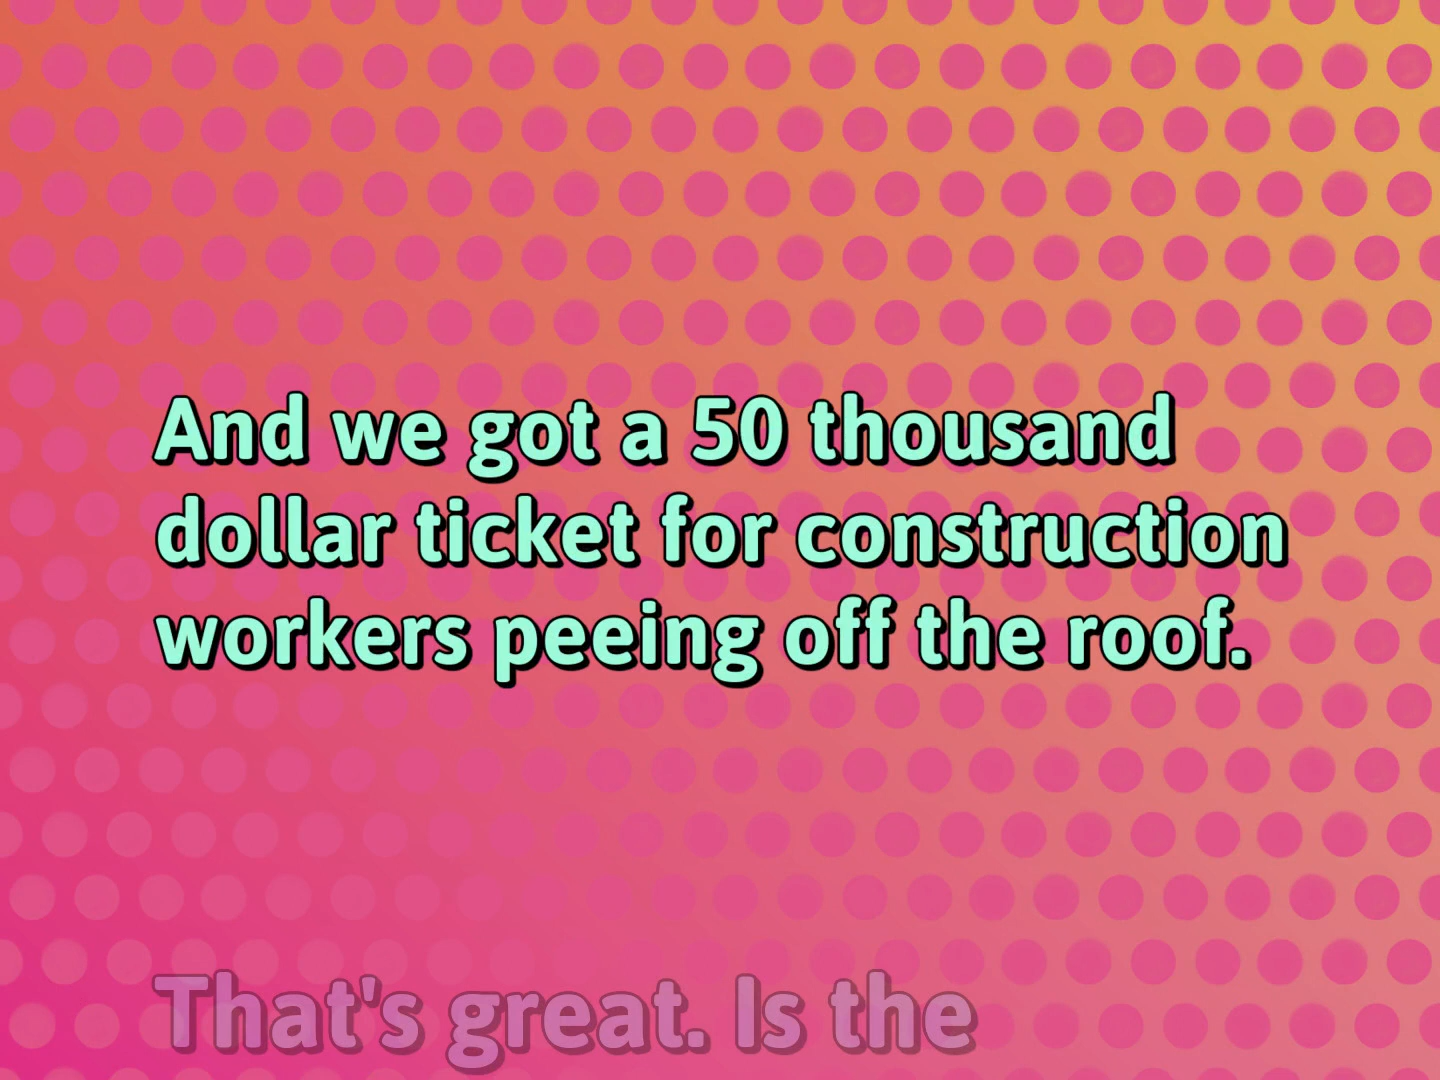 And we got a 50 thousand
dollar ticket for construction
workers peeing off the roof.
That's great. Is the